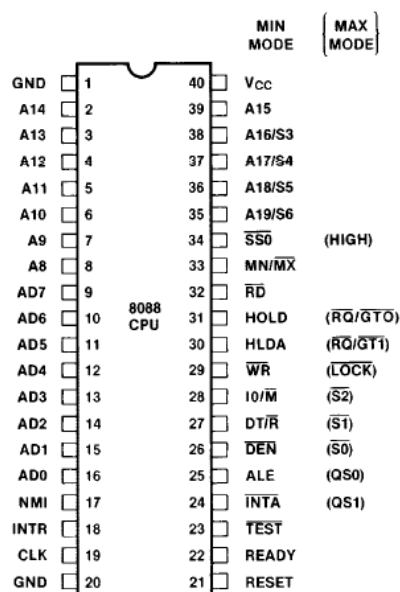 MIN MODE
MAX MODE
GND 1 40 VCC
A14 2 39 A15
A13 3 38 A16/S3
A12 4 37 A17/S4
A11 5 36 A18/S5
A10 6 35 A19/S6
A9 7 34 SS0 (HIGH)
A8 8 33 MN/MX
AD7 9 32 RD
8088 CPU
AD6 10 31 HOLD (RQ/GTO)
AD5 11 30 HLDA (RQ/GT1)
AD4 12 29 WR (LOCK)
AD3 13 28 IO/M (S2)
AD2 14 27 DT/R (S1)
AD1 15 26 DEN (S0)
AD0 16 25 ALE (QS0)
NMI 17 24 INTA (QS1)
INTR 18 23 TEST
CLK 19 22 READY
GND 20 21 RESET